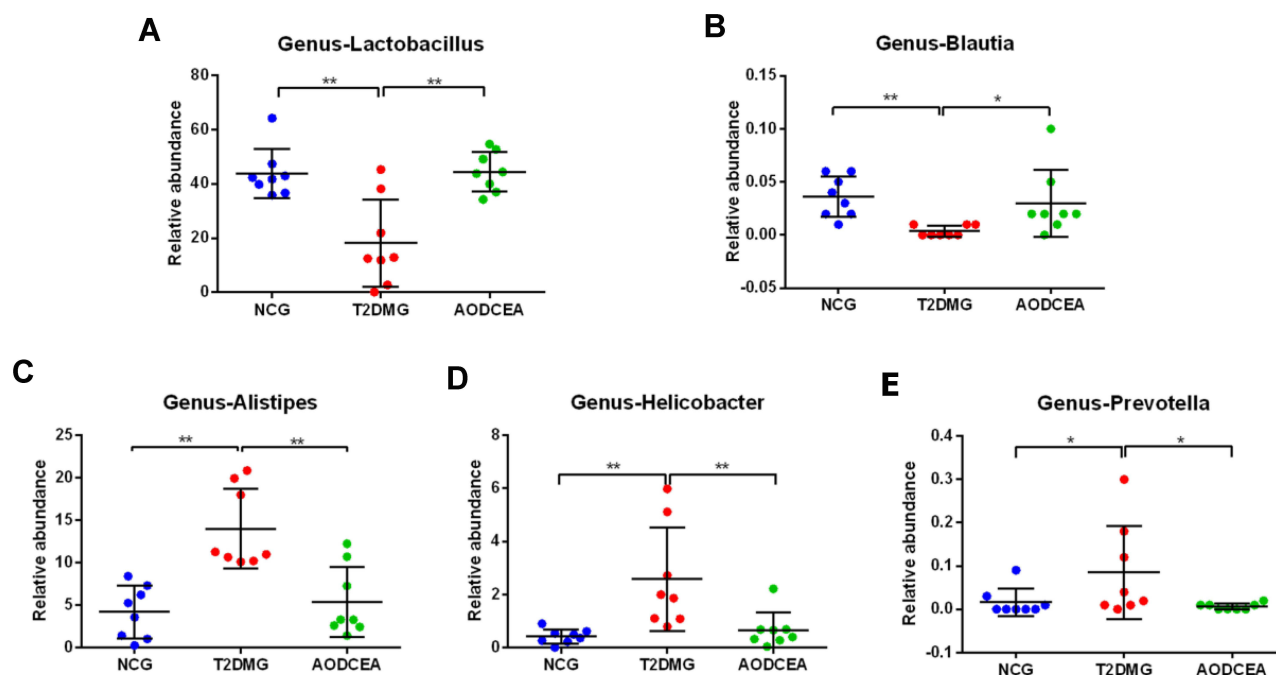 A
Genus-Lactobacillus
Relative abundance
80
60
40
20
0
**
**
NCG
T2DMG
AODCEA
B
Genus-Blautia
Relative abundance
0.15
0.10
0.05
0.00
-0.05
**
*
NCG
T2DMG
AODCEA
C
Genus-Alistipes
Relative abundance
25
20
15
10
5
0
**
**
NCG
T2DMG
AODCEA
D
Genus-Helicobacter
Relative abundance
8
6
4
2
0
**
**
NCG
T2DMG
AODCEA
E
Genus-Prevotella
Relative abundance
0.4
0.3
0.2
0.1
0.0
-0.1
*
*
NCG
T2DMG
AODCEA